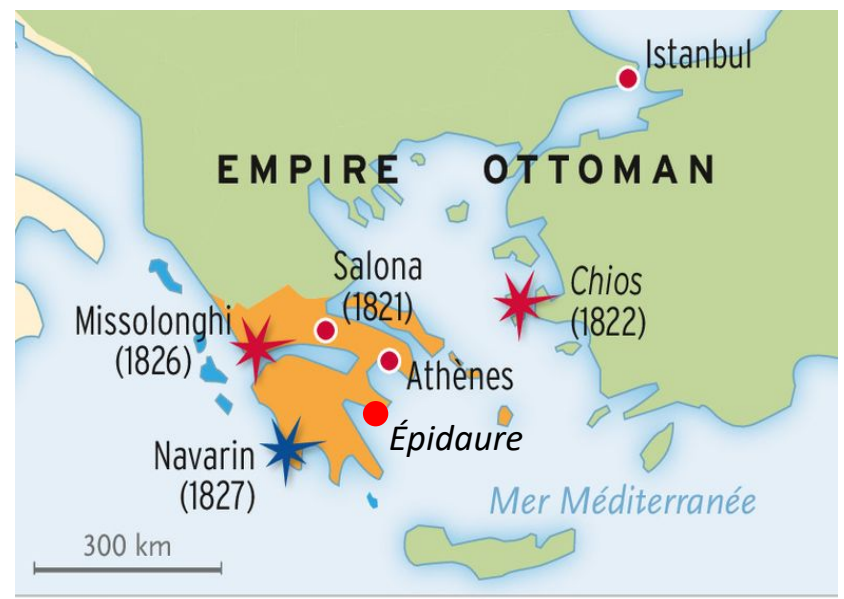 Istanbul
EMPIRE OTTOMAN
Salona
(1821)
Chios
(1822)
Missolonghi
(1826)
Athènes
Épidaure
Navarin
(1827)
Mer Méditerranée
300 km